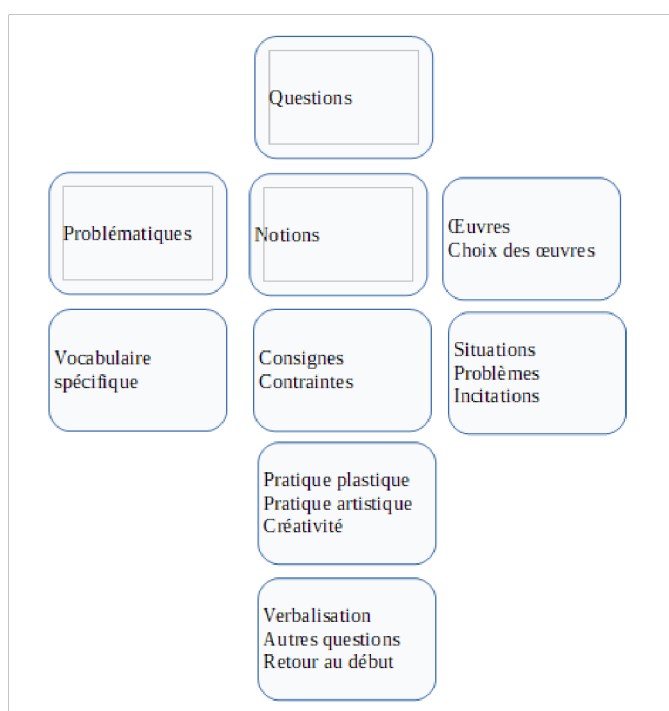 Questions
Problématiques
Notions
Œuvres
Choix des œuvres
Vocabulaire
spécifique
Consignes
Contraintes
Situations
Problèmes
Incitations
Pratique plastique
Pratique artistique
Créativité
Verbalisation
Autres questions
Retour au début